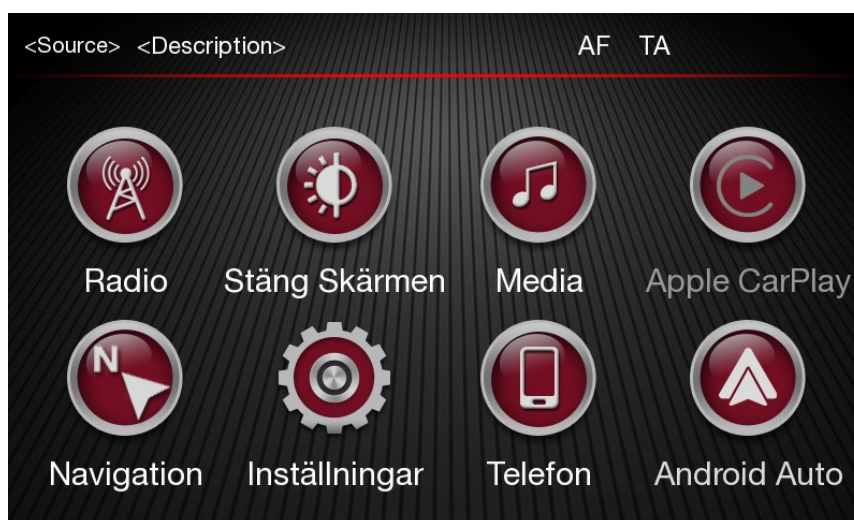 <Source> <Description> AF TA
Radio Stäng Skärmen Media Apple CarPlay
N
Navigation Inställningar Telefon Android Auto